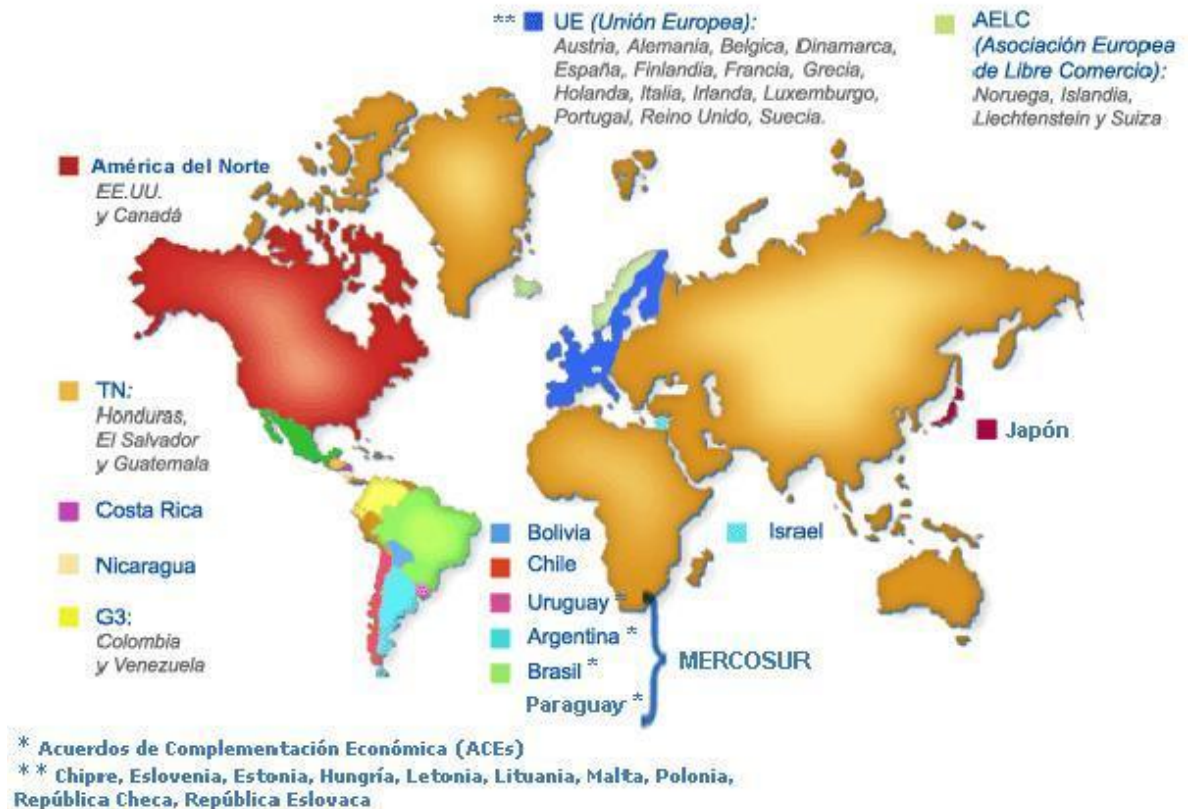 ** UE (Unión Europea):
Austria, Alemania, Belgica, Dinamarca,
España, Finlandia, Francia, Grecia,
Holanda, Italia, Irlanda, Luxemburgo,
Portugal, Reino Unido, Suecia.
AELC
(Asociación Europea
de Libre Comercio):
Noruega, Islandia,
Liechtenstein y Suiza
América del Norte
EE.UU.
y Canadá
TN:
Honduras,
El Salvador
y Guatemala
Costa Rica
Nicaragua
G3:
Colombia
y Venezuela
Japón
Israel
Bolivia
Chile
Uruguay *
Argentina *
Brasil *
Paraguay *
MERCOSUR
* Acuerdos de Complementación Económica (ACEs)
* * Chipre, Eslovenia, Estonia, Hungría, Letonia, Lituania, Malta, Polonia,
República Checa, República Eslovaca